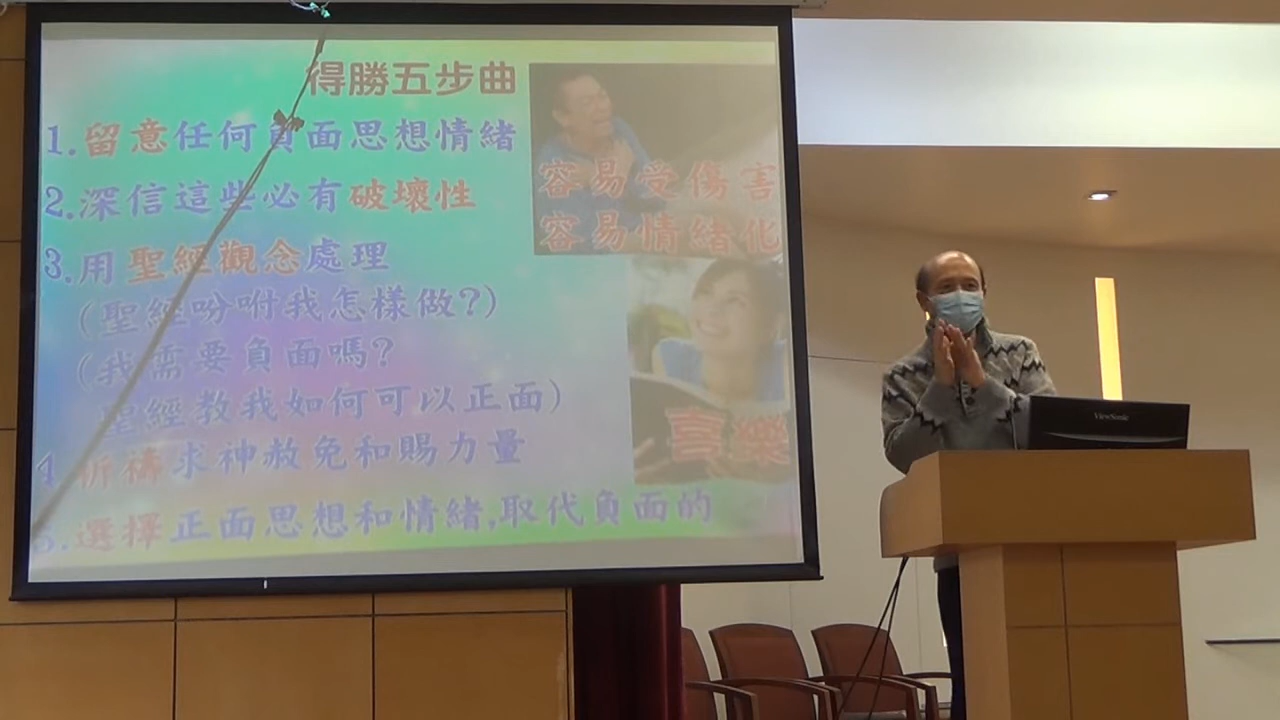 得勝五步曲
1.留意任何負面思想情緒
2.深信這些必有破壞性
3.用聖經觀念處理
(聖經吩咐我怎樣做?)
(我需要負面嗎?
聖經教我如何可以正面)
4 祈禱求神赦免和賜力量
5.選擇正面思想和情緒,取代負面的
容易受傷害
容易情緒化
喜樂
ViewSonic